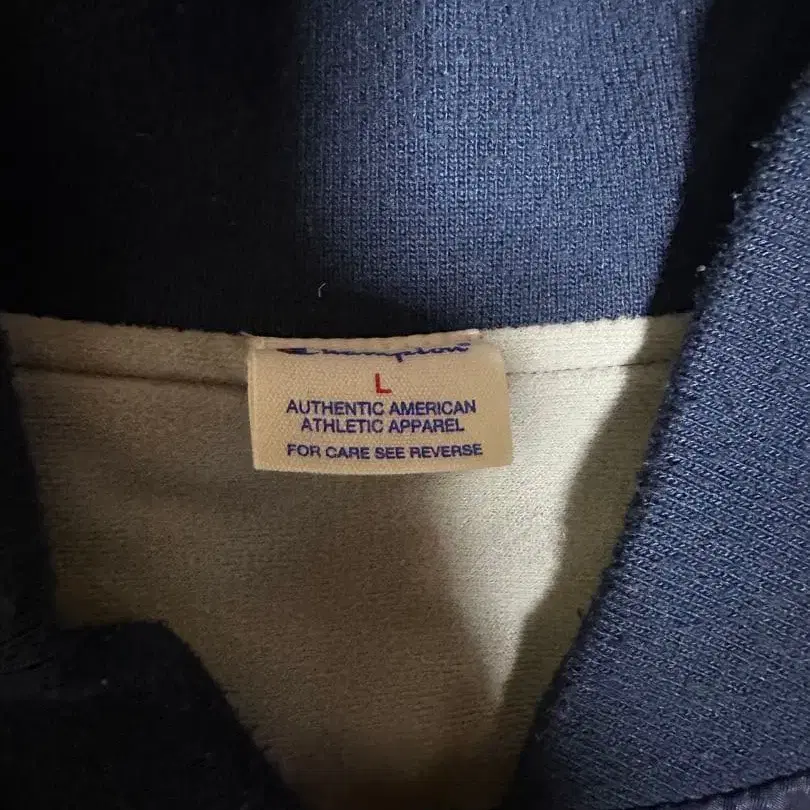 Champion
L
AUTHENTIC AMERICAN
ATHLETIC APPAREL
FOR CARE SEE REVERSE